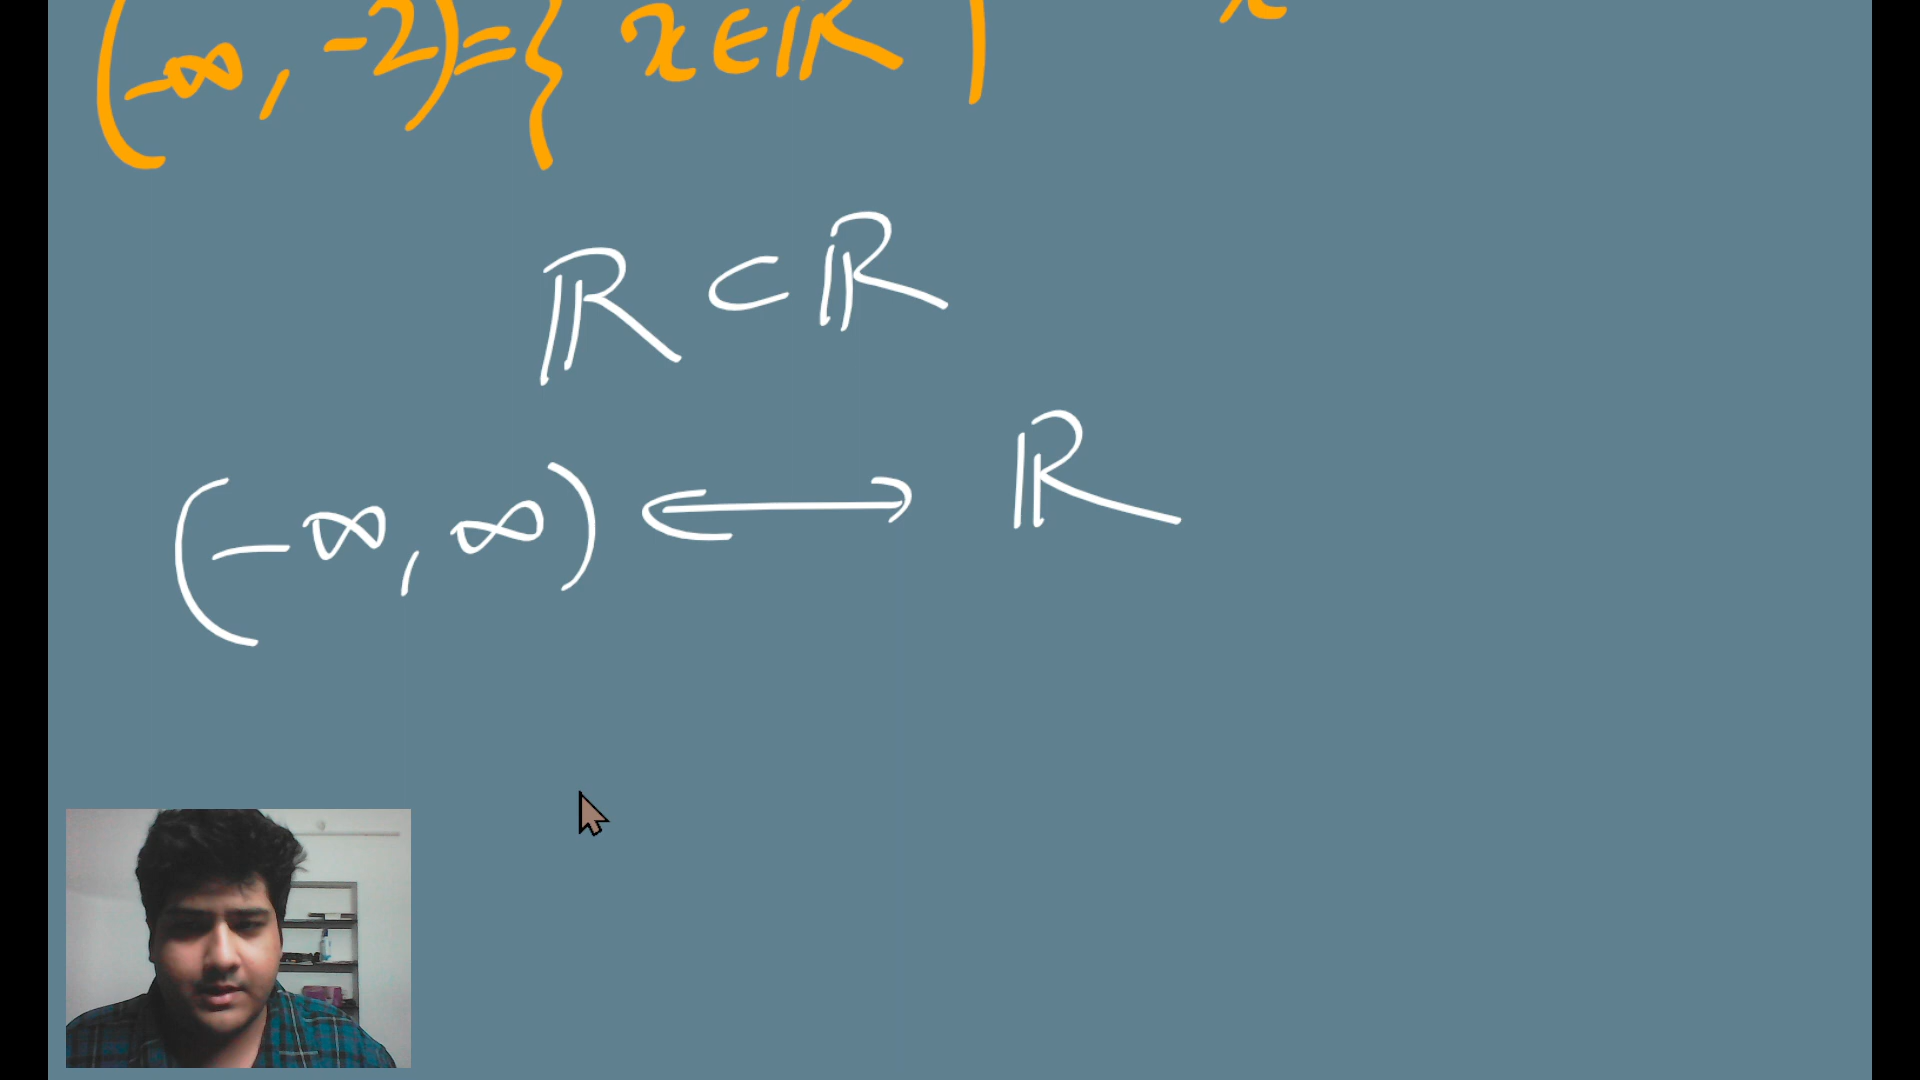 (-∞, -2) = { x ∈ ℝ |
ℝ ⊂ ℝ
(-∞, ∞) ⟷ ℝ